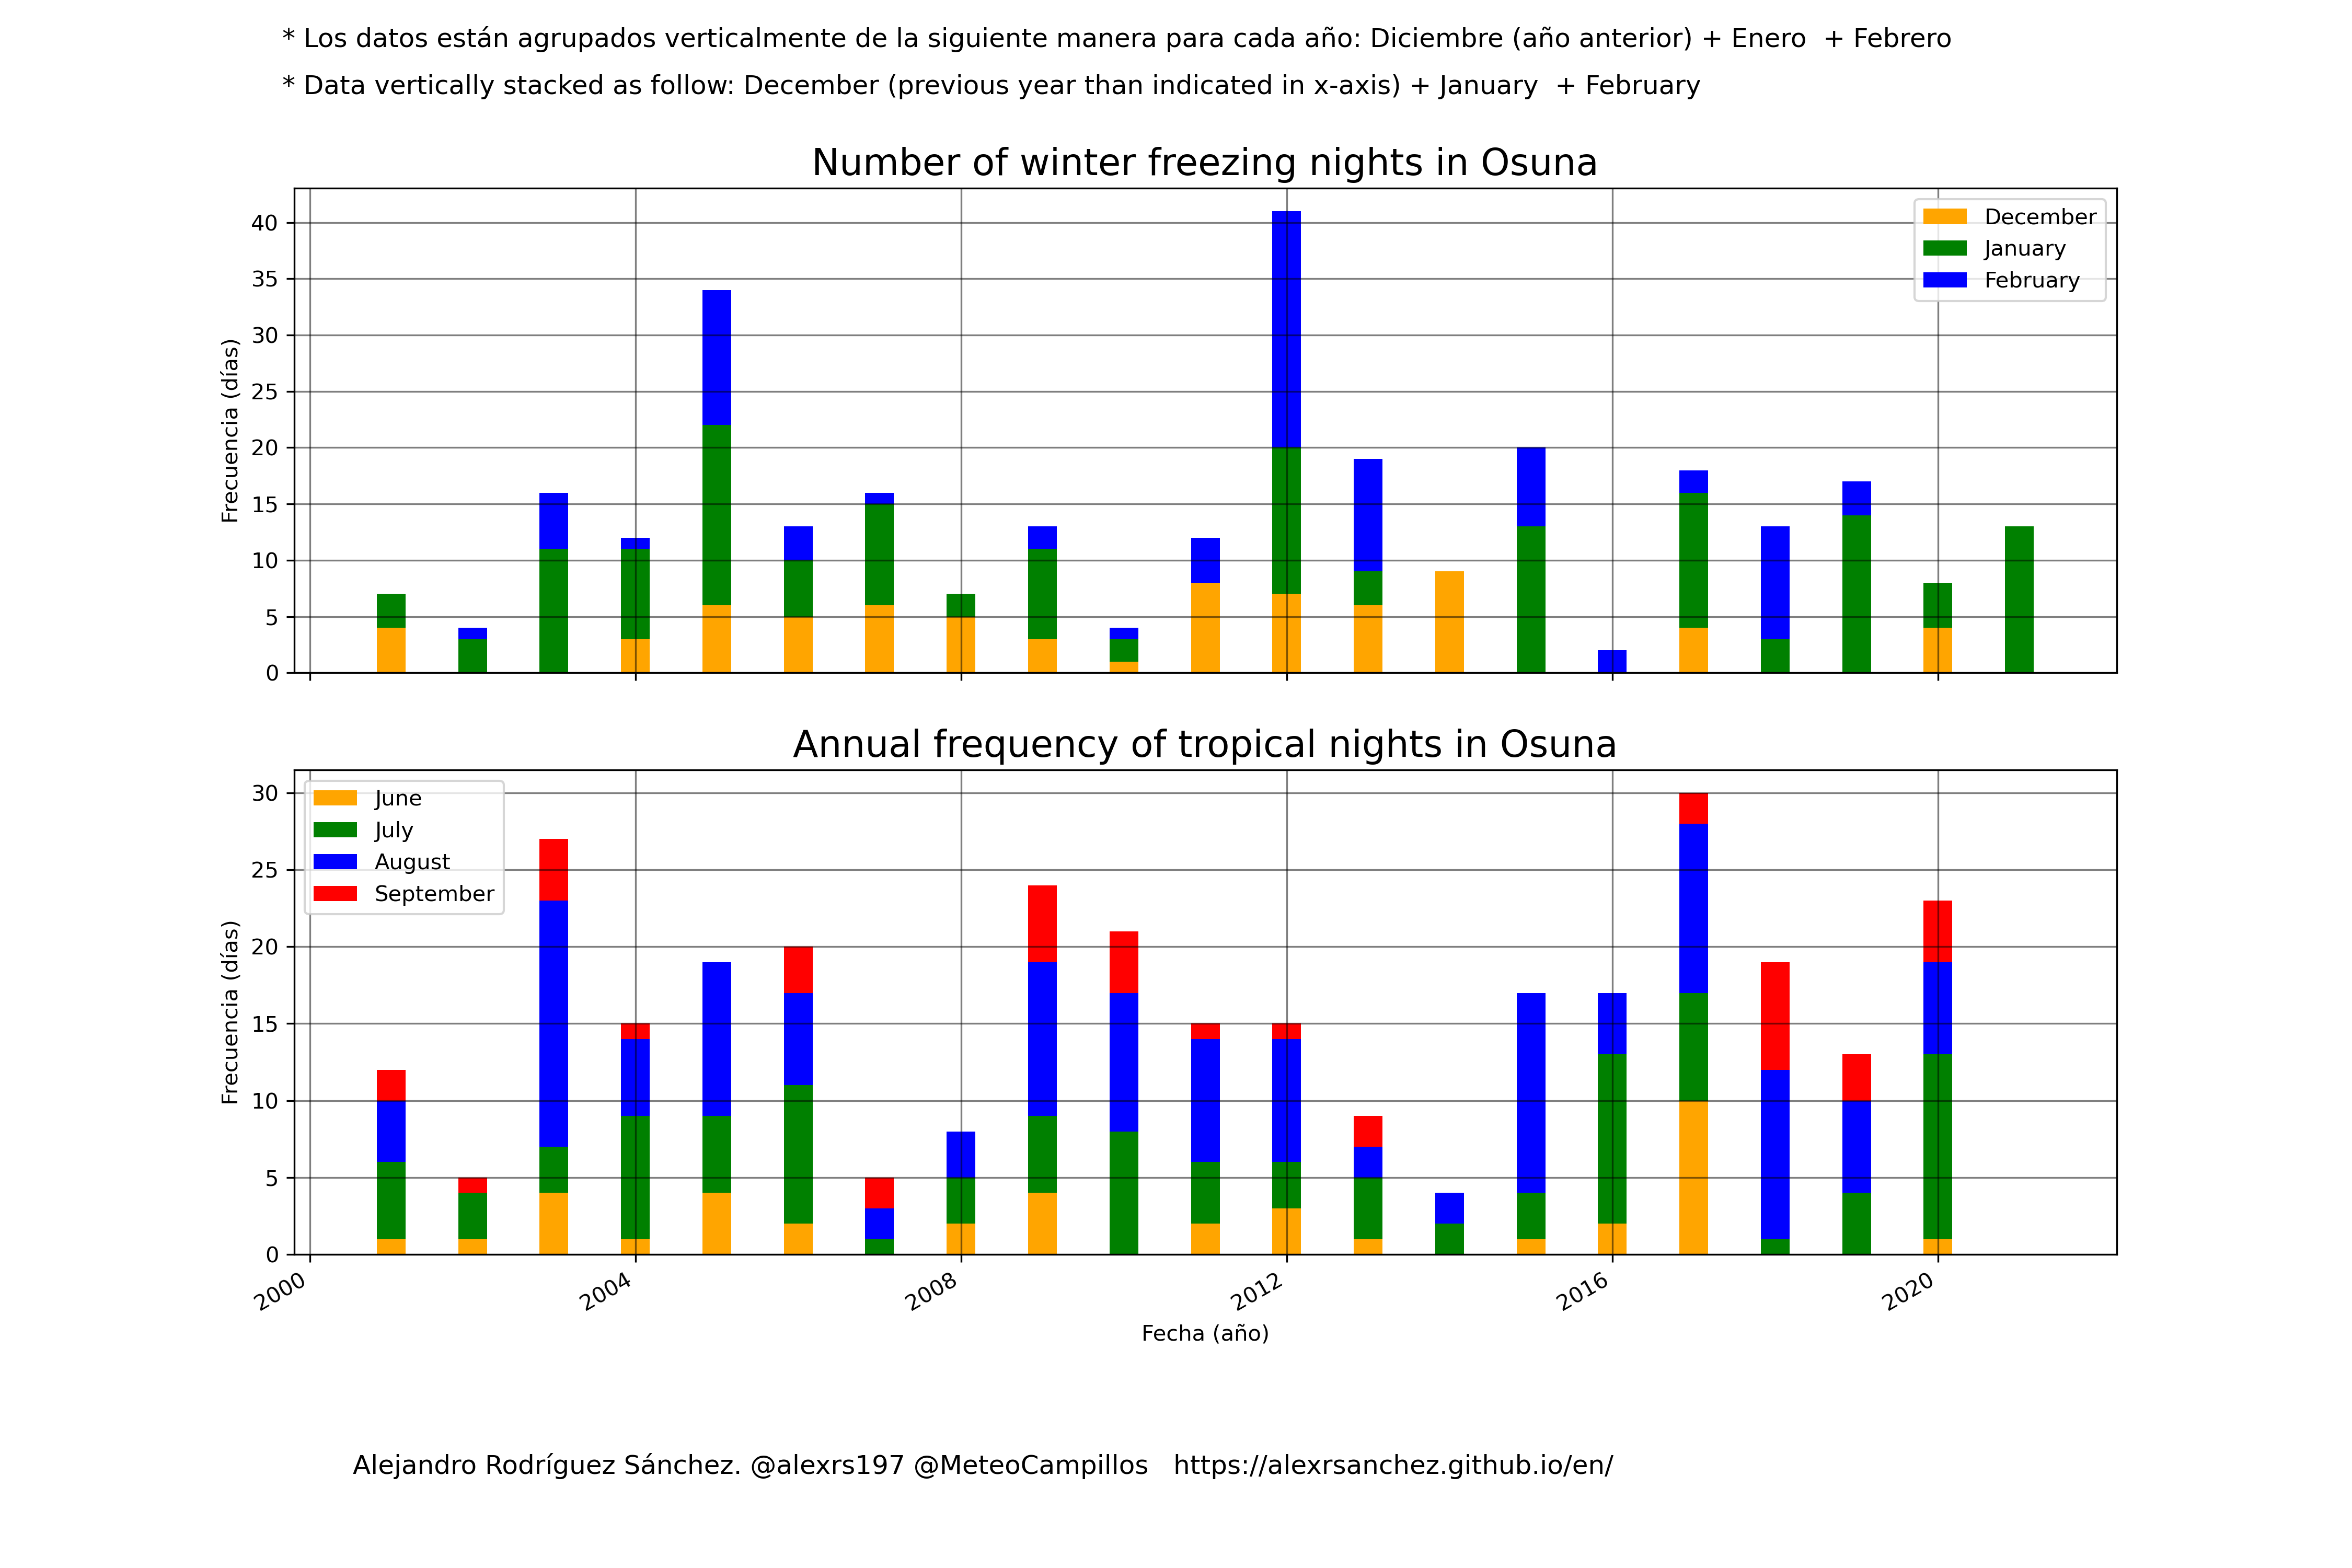 * Los datos están agrupados verticalmente de la siguiente manera para cada año: Diciembre (año anterior) + Enero  + Febrero
* Data vertically stacked as follow: December (previous year than indicated in x-axis) + January  + February
Number of winter freezing nights in Osuna
Frecuencia (días)
40
35
30
25
20
15
10
5
0
December
January
February
Annual frequency of tropical nights in Osuna
Frecuencia (días)
30
25
20
15
10
5
0
June
July
August
September
2000
2004
2008
2012
2016
2020
Fecha (año)
Alejandro Rodríguez Sánchez. @alexrs197 @MeteoCampillos   https://alexrsanchez.github.io/en/